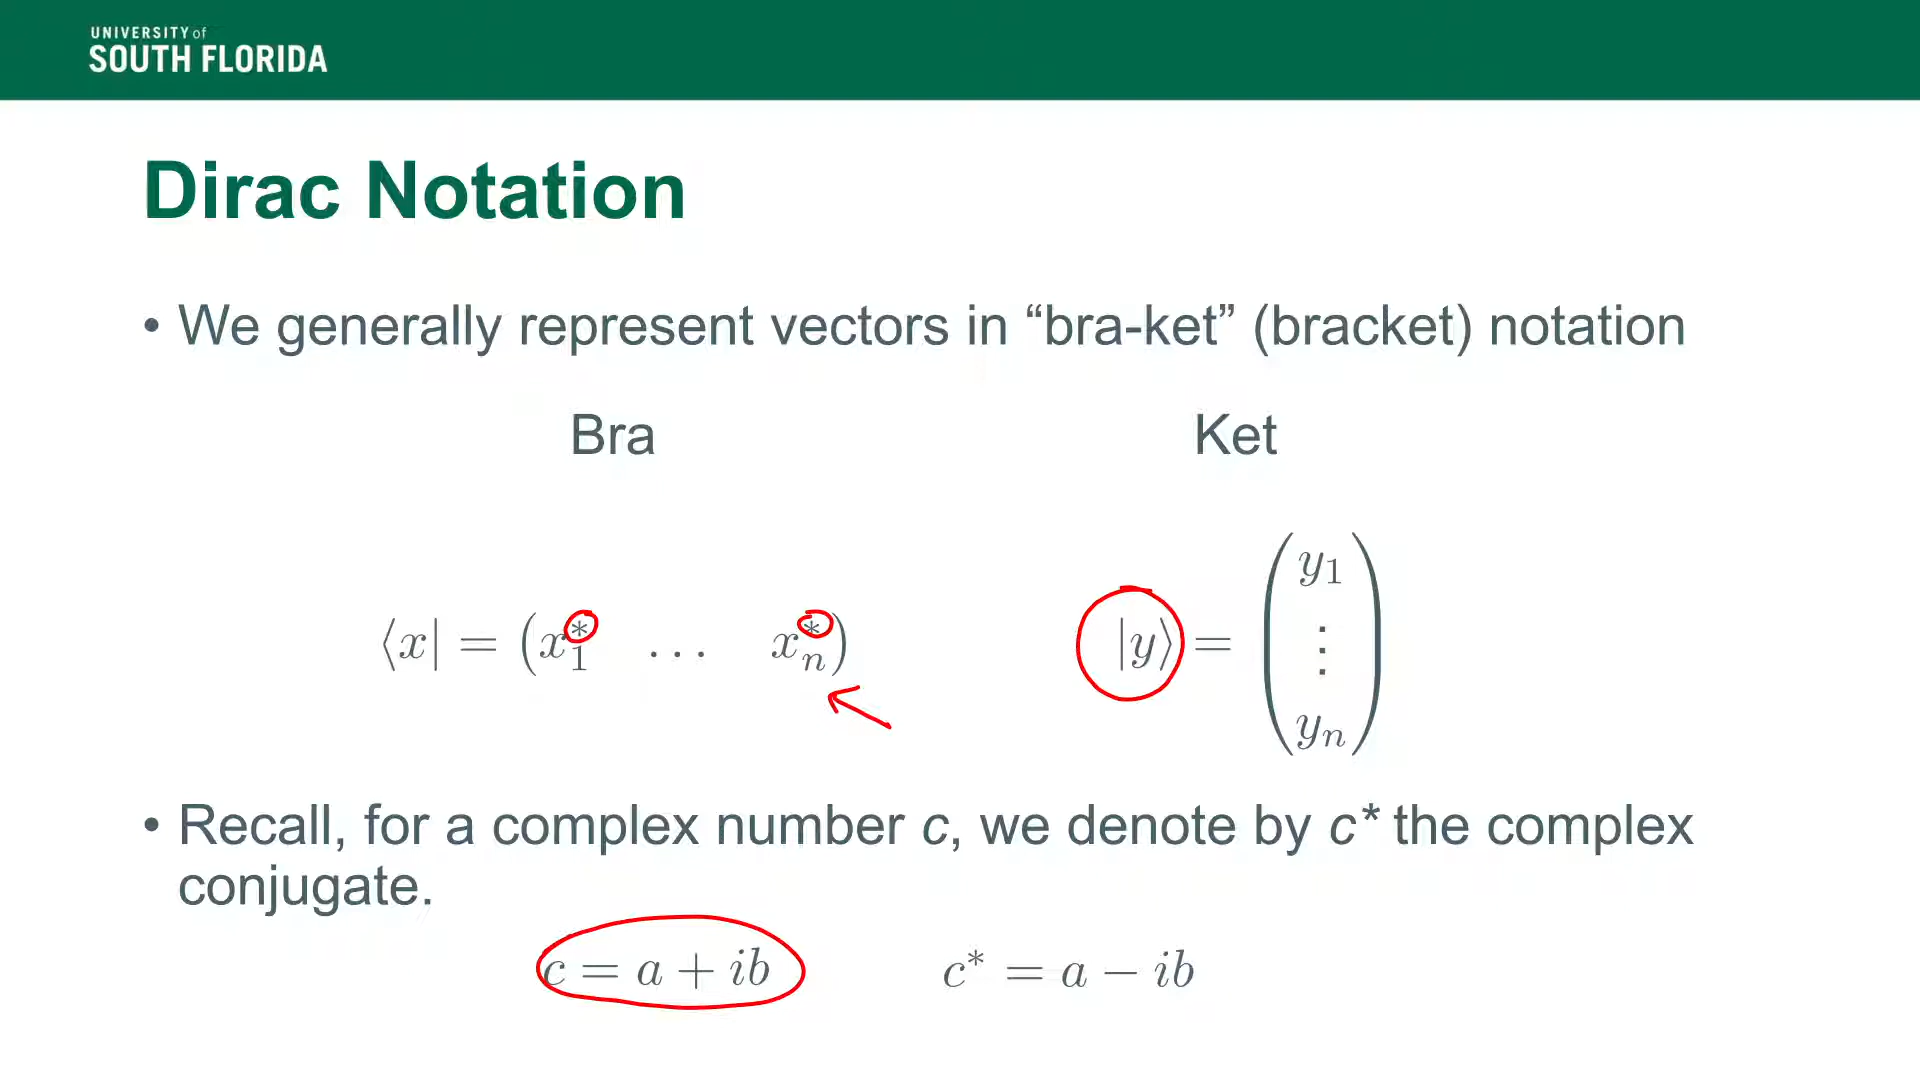 UNIVERSITY of
SOUTH FLORIDA
Dirac Notation
• We generally represent vectors in “bra-ket” (bracket) notation
Bra Ket
⟨x| = (x₁* … xₙ*) |y⟩ = (y₁ ⋮ yₙ)
• Recall, for a complex number c, we denote by c* the complex
conjugate.
c = a + ib c* = a − ib